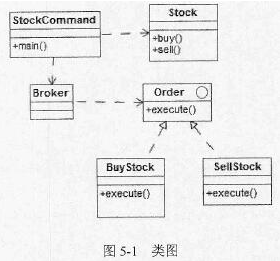 StockCommand
+main()
Stock
+buy()
+sell()
Broker
Order
+execute()
BuyStock
+execute()
SellStock
+execute()
图 5-1 类图